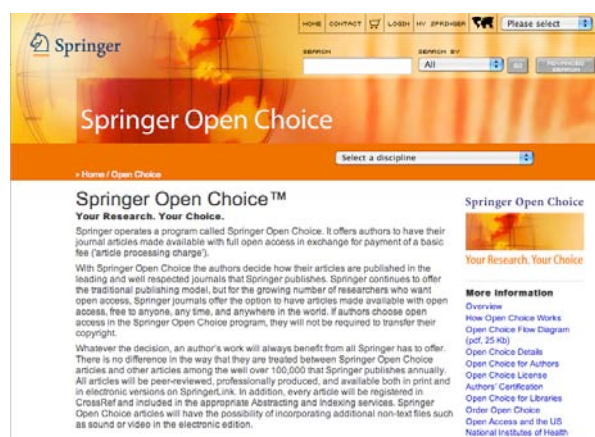 HOME CONTACT LOGIN MY SPRINGER Please select
Springer
SEARCH SEARCH BY
All GO ADVANCED SEARCH
Springer Open Choice
Select a discipline
» Home / Open Choice
Springer Open Choice™
Your Research. Your Choice.
Springer operates a program called Springer Open Choice. It offers authors to have their
journal articles made available with full open access in exchange for payment of a basic
fee ('article processing charge').
With Springer Open Choice the authors decide how their articles are published in the
leading and well respected journals that Springer publishes. Springer continues to offer
the traditional publishing model, but for the growing number of researchers who want
open access, Springer journals offer the option to have articles made available with open
access, free to anyone, any time, and anywhere in the world. If authors choose open
access in the Springer Open Choice program, they will not be required to transfer their
copyright.
Whatever the decision, an author's work will always benefit from all Springer has to offer.
There is no difference in the way that they are treated between Springer Open Choice
articles and other articles among the well over 100,000 that Springer publishes annually.
All articles will be peer-reviewed, professionally produced, and available both in print and
in electronic versions on SpringerLink. In addition, every article will be registered in
CrossRef and included in the appropriate Abstracting and Indexing services. Springer
Open Choice articles will have the possibility of incorporating additional non-text files such
as sound or video in the electronic edition.
Springer Open Choice
Your Research. Your Choice
More Information
Overview
How Open Choice Works
Open Choice Flow Diagram
(pdf, 25 Kb)
Open Choice Details
Open Choice for Authors
Open Choice License
Authors' Certification
Open Choice for Libraries
Order Open Choice
Open Access and the US
National Institutes of Health